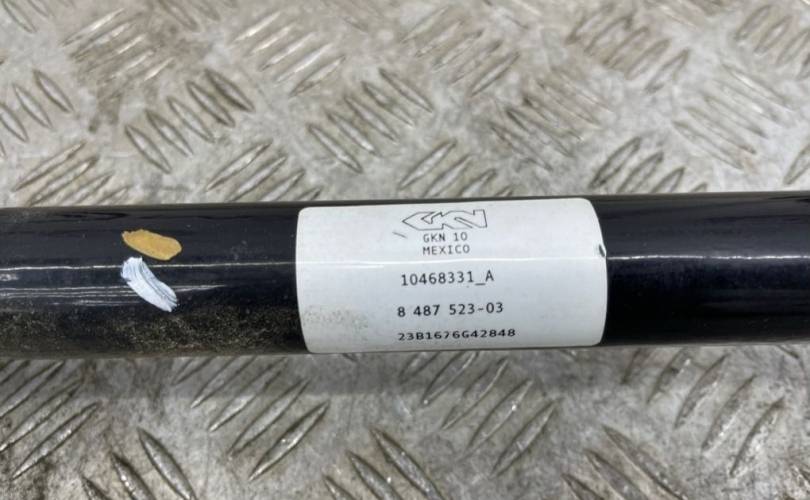 GKN
GKN 10
MEXICO
10468331_A
8 487 523-03
23B1676G42848